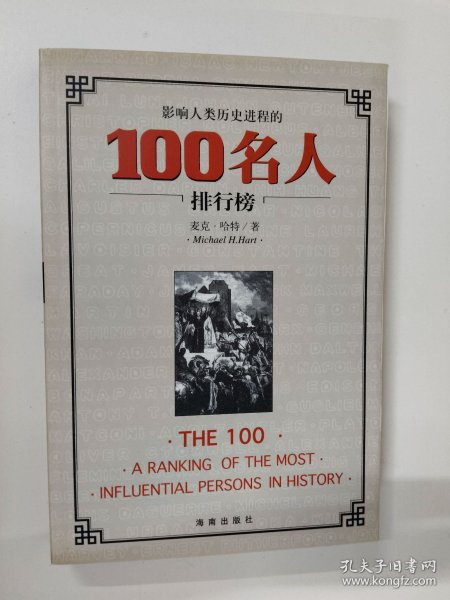 影响人类历史进程的
100名人
排行榜
麦克·哈特/著
·Michael H.Hart·
·THE 100·
·A RANKING OF THE MOST·
·INFLUENTIAL PERSONS IN HISTORY·
海南出版社
孔夫子旧书网
www.kongfz.com